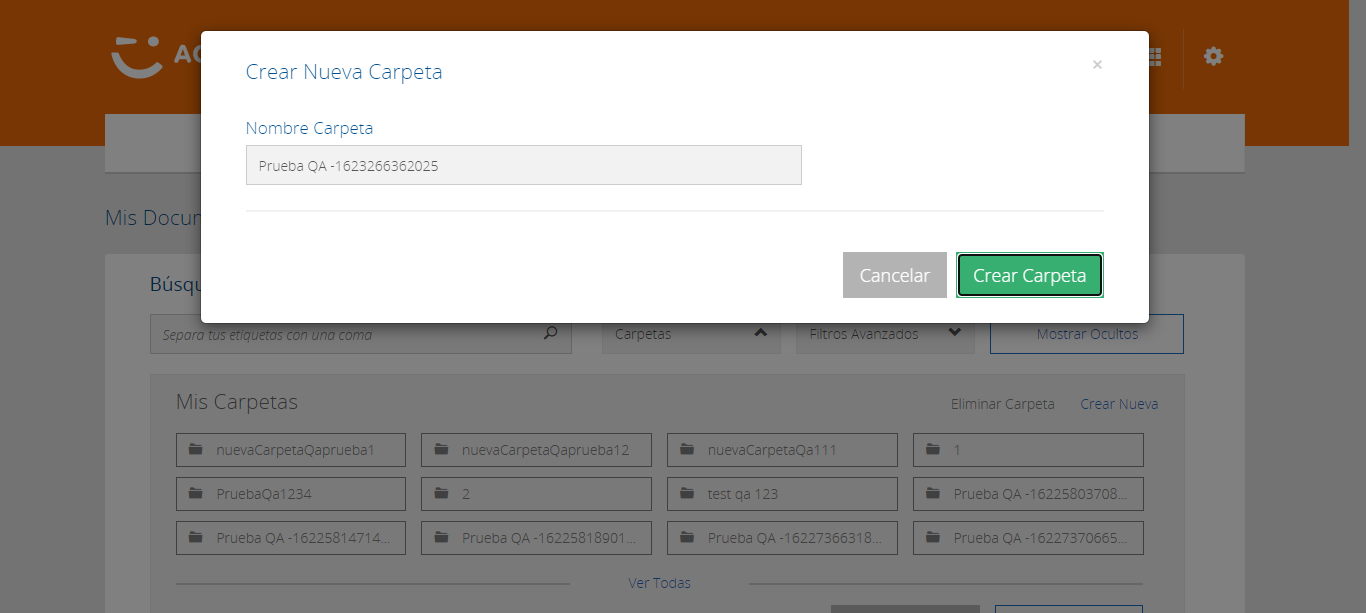 Crear Nueva Carpeta
×
Nombre Carpeta
Prueba QA -1623266362025
Cancelar
Crear Carpeta
Mis
Separa tus etiquetas con una coma
Carpetas
Filtros Avanzados
Mostrar Ocultos
Mis Carpetas
Eliminar Carpeta
Crear Nueva
nuevaCarpetaQaprueba1
nuevaCarpetaQaprueba12
nuevaCarpetaQa111
1
PruebaQa1234
2
test qa 123
Prueba QA -16225803708...
Prueba QA -16225814714...
Prueba QA -16225818901...
Prueba QA -16227366318...
Prueba QA -16227370665...
Ver Todas